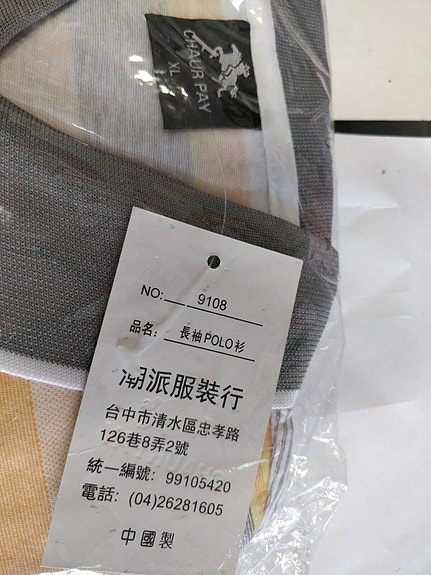 CHAUR PAY
XL
NO: 9108
品名: 長袖POLO衫
潮派服裝行
台中市清水區忠孝路
126巷8弄2號
統一編號: 99105420
電話: (04)26281605
中國製